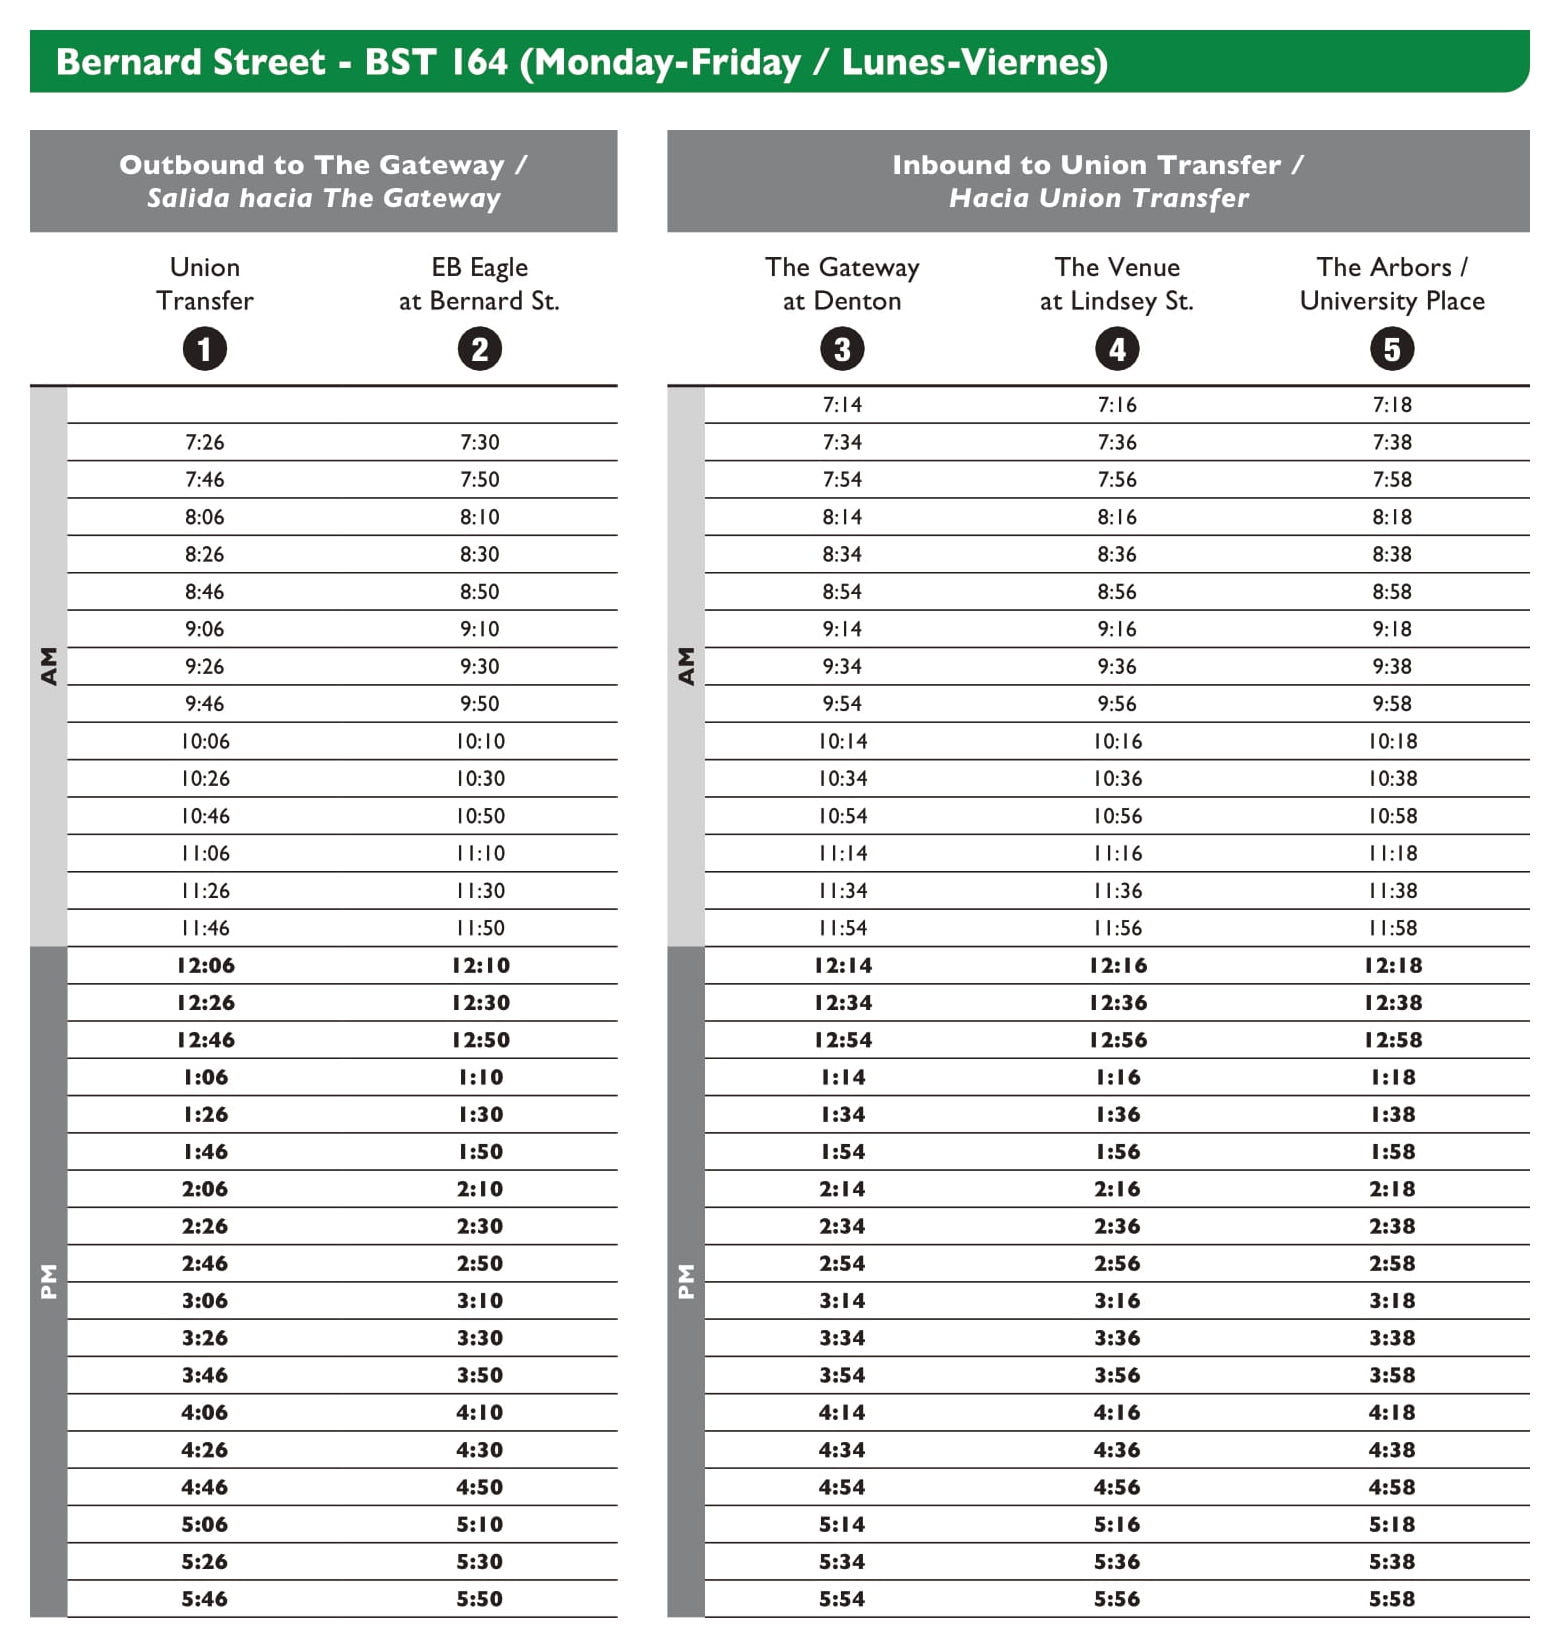 Bernard Street - BST 164 (Monday-Friday / Lunes-Viernes)
Outbound to The Gateway /
Salida hacia The Gateway
Inbound to Union Transfer /
Hacia Union Transfer
Union Transfer
EB Eagle at Bernard St.
The Gateway at Denton
The Venue at Lindsey St.
The Arbors / University Place
1 2 3 4 5
AM
AM
7:14 7:16 7:18
7:26 7:30 7:34 7:36 7:38
7:46 7:50 7:54 7:56 7:58
8:06 8:10 8:14 8:16 8:18
8:26 8:30 8:34 8:36 8:38
8:46 8:50 8:54 8:56 8:58
9:06 9:10 9:14 9:16 9:18
9:26 9:30 9:34 9:36 9:38
9:46 9:50 9:54 9:56 9:58
10:06 10:10 10:14 10:16 10:18
10:26 10:30 10:34 10:36 10:38
10:46 10:50 10:54 10:56 10:58
11:06 11:10 11:14 11:16 11:18
11:26 11:30 11:34 11:36 11:38
11:46 11:50 11:54 11:56 11:58
PM
PM
12:06 12:10 12:14 12:16 12:18
12:26 12:30 12:34 12:36 12:38
12:46 12:50 12:54 12:56 12:58
1:06 1:10 1:14 1:16 1:18
1:26 1:30 1:34 1:36 1:38
1:46 1:50 1:54 1:56 1:58
2:06 2:10 2:14 2:16 2:18
2:26 2:30 2:34 2:36 2:38
2:46 2:50 2:54 2:56 2:58
3:06 3:10 3:14 3:16 3:18
3:26 3:30 3:34 3:36 3:38
3:46 3:50 3:54 3:56 3:58
4:06 4:10 4:14 4:16 4:18
4:26 4:30 4:34 4:36 4:38
4:46 4:50 4:54 4:56 4:58
5:06 5:10 5:14 5:16 5:18
5:26 5:30 5:34 5:36 5:38
5:46 5:50 5:54 5:56 5:58